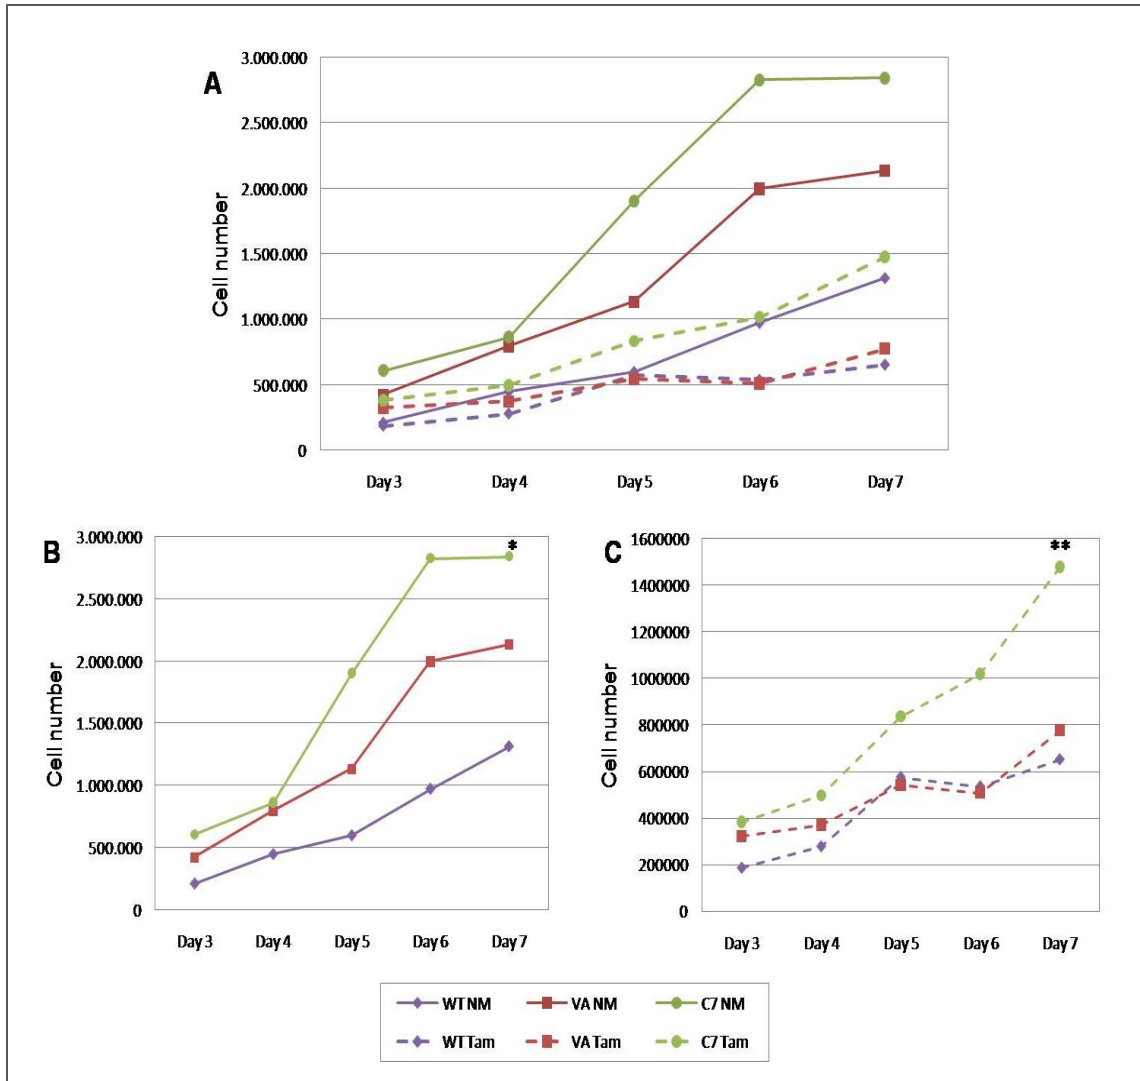 A
3.000.000
2.500.000
2.000.000
1.500.000
1.000.000
500.000
0
Cell number
Day 3 Day 4 Day 5 Day 6 Day 7
B
3.000.000
2.500.000
2.000.000
1.500.000
1.000.000
500.000
0
Cell number
*
Day 3 Day 4 Day 5 Day 6 Day 7
C
1600000
1400000
1200000
1000000
800000
600000
400000
200000
0
Cell number
**
Day 3 Day 4 Day 5 Day 6 Day 7
WT NM VA NM C7 NM
WT Tam VA Tam C7 Tam